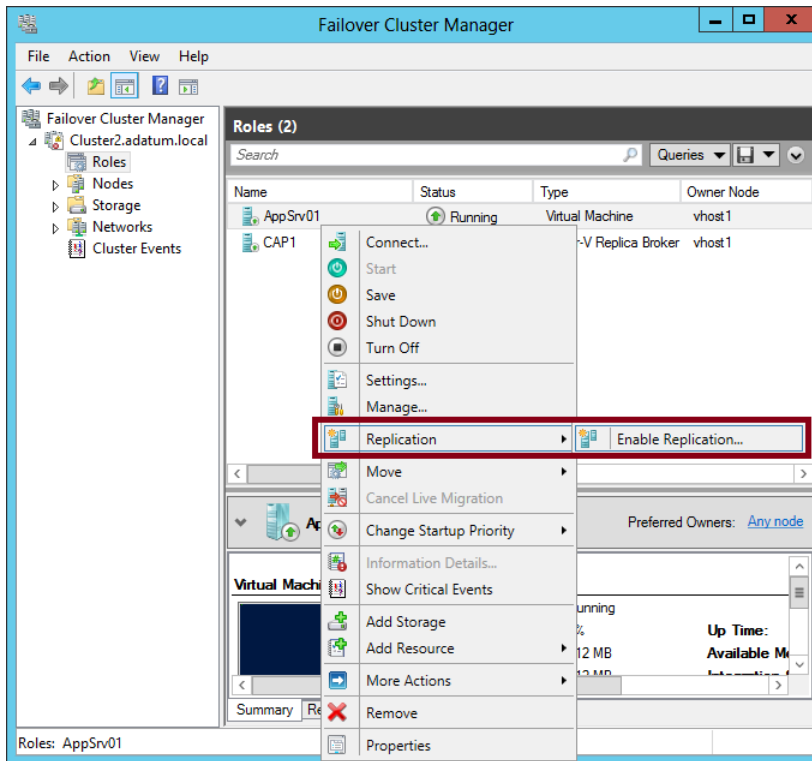 Failover Cluster Manager
File Action View Help
Failover Cluster Manager
Cluster2.adatum.local
Roles
Nodes
Storage
Networks
Cluster Events
Roles (2)
Search
Queries
Name Status Type Owner Node
AppSrv01 Running Virtual Machine vhost1
CAP1 r-V Replica Broker vhost1
Connect...
Start
Save
Shut Down
Turn Off
Settings...
Manage...
Replication Enable Replication...
Move
Cancel Live Migration
Change Startup Priority
Information Details...
Show Critical Events
Add Storage
Add Resource
More Actions
Remove
Properties
Ap
Preferred Owners: Any node
Virtual Machi
unning
% Up Time:
12 MB Available Me
12 MB
Summary Re
Roles: AppSrv01